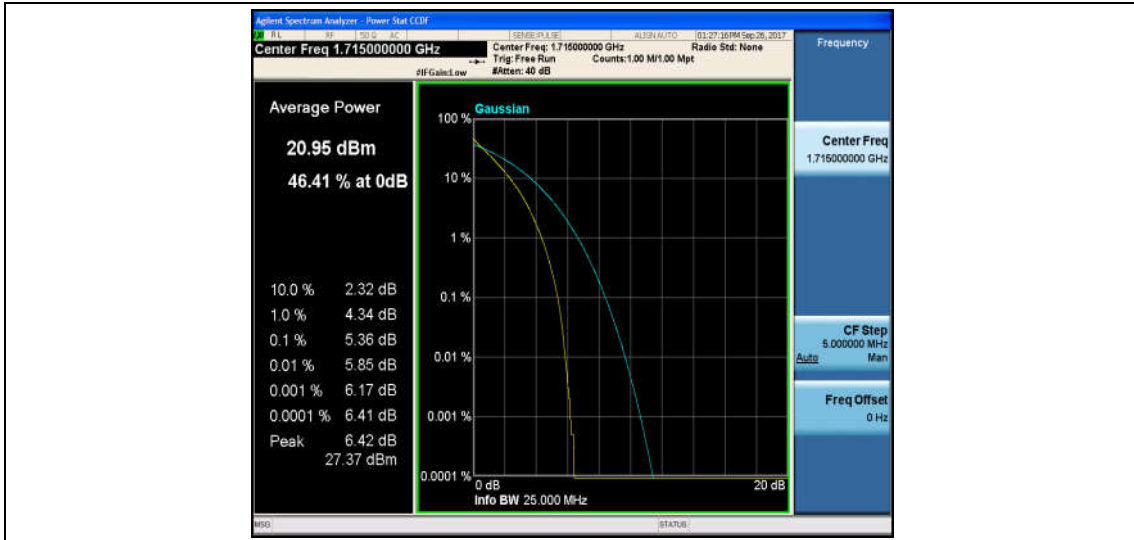 Agilent Spectrum Analyzer - Power Stat CCDF
RL RF 50 Ω AC SENSE:PULSE ALIGNAUTO 01:27:16PM Sep 26, 2017
Center Freq 1.715000000 GHz
Center Freq: 1.715000000 GHz Radio Std: None
Trig: Free Run Counts:1.00 M/1.00 Mpt
#IFGain:Low #Atten: 40 dB
Frequency
Average Power
20.95 dBm
46.41 % at 0dB
10.0 % 2.32 dB
1.0 % 4.34 dB
0.1 % 5.36 dB
0.01 % 5.85 dB
0.001 % 6.17 dB
0.0001 % 6.41 dB
Peak 6.42 dB
27.37 dBm
Gaussian
100 %
10 %
1 %
0.1 %
0.01 %
0.001 %
0.0001 %
0 dB 20 dB
Info BW 25.000 MHz
Center Freq
1.715000000 GHz
CF Step
5.000000 MHz
Auto Man
Freq Offset
0 Hz
MSG STATUS